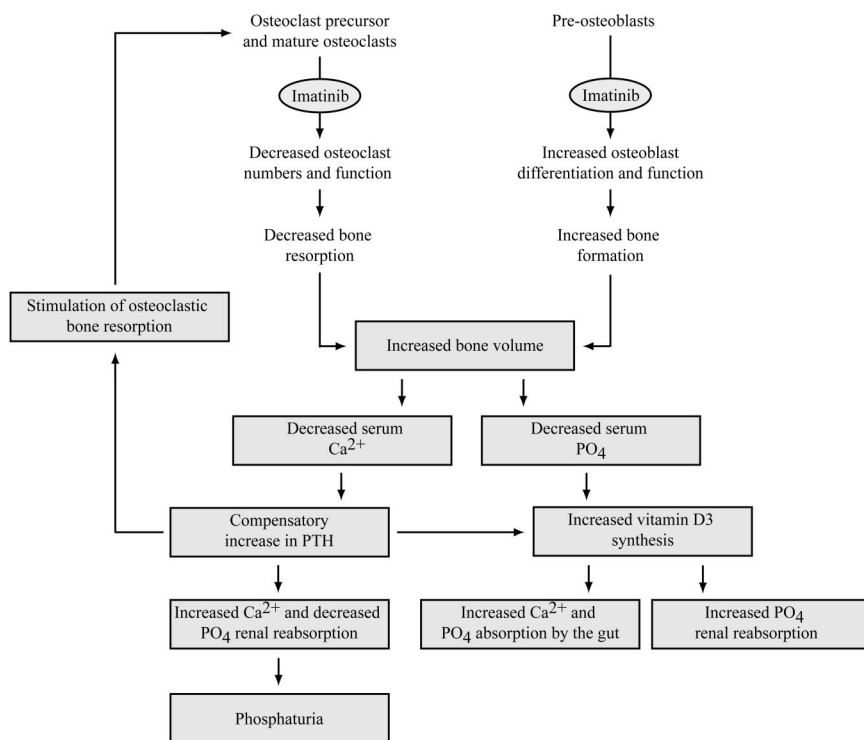 Osteoclast precursor
and mature osteoclasts
Pre-osteoblasts
Imatinib
Imatinib
Decreased osteoclast
numbers and function
Increased osteoblast
differentiation and function
Decreased bone
resorption
Increased bone
formation
Stimulation of osteoclastic
bone resorption
Increased bone volume
Decreased serum
Ca2+
Decreased serum
PO4
Compensatory
increase in PTH
Increased vitamin D3
synthesis
Increased Ca2+ and decreased
PO4 renal reabsorption
Increased Ca2+ and
PO4 absorption by the gut
Increased PO4
renal reabsorption
Phosphaturia